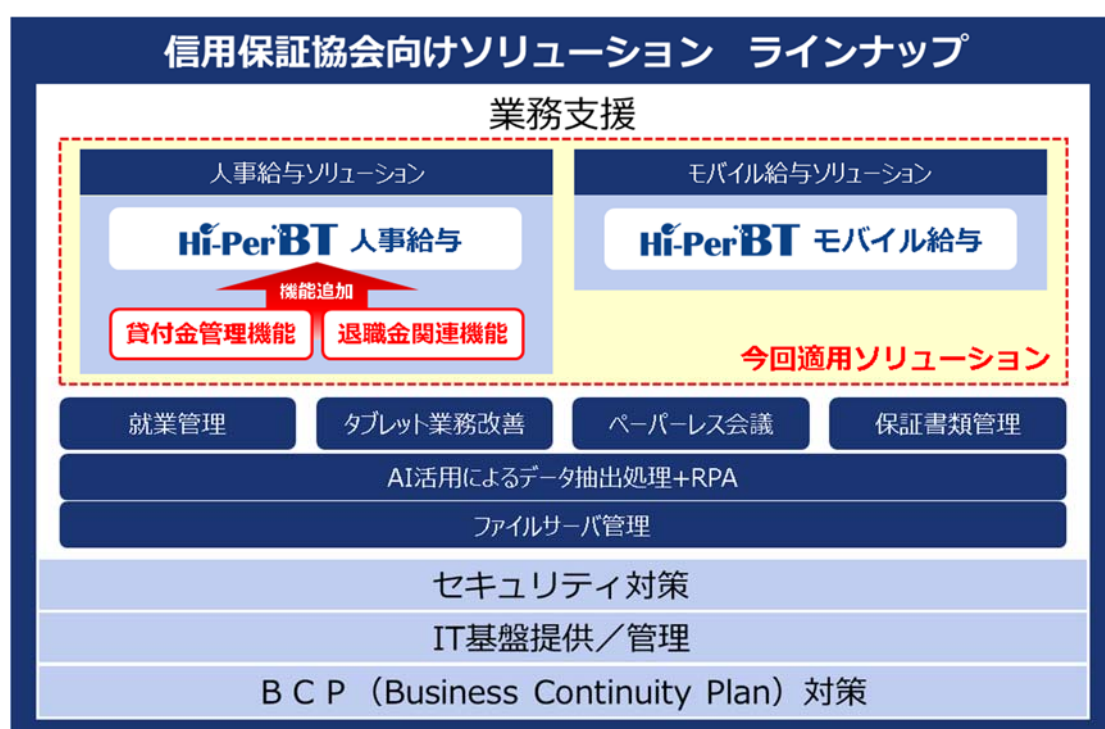 信用保証協会向けソリューション ラインナップ
業務支援
人事給与ソリューション
モバイル給与ソリューション
Hi-PerBT 人事給与
Hi-PerBT モバイル給与
機能追加
貸付金管理機能
退職金関連機能
今回適用ソリューション
就業管理
タブレット業務改善
ペーパーレス会議
保証書類管理
AI活用によるデータ抽出処理+RPA
ファイルサーバ管理
セキュリティ対策
IT基盤提供／管理
ＢＣＰ（Business Continuity Plan）対策